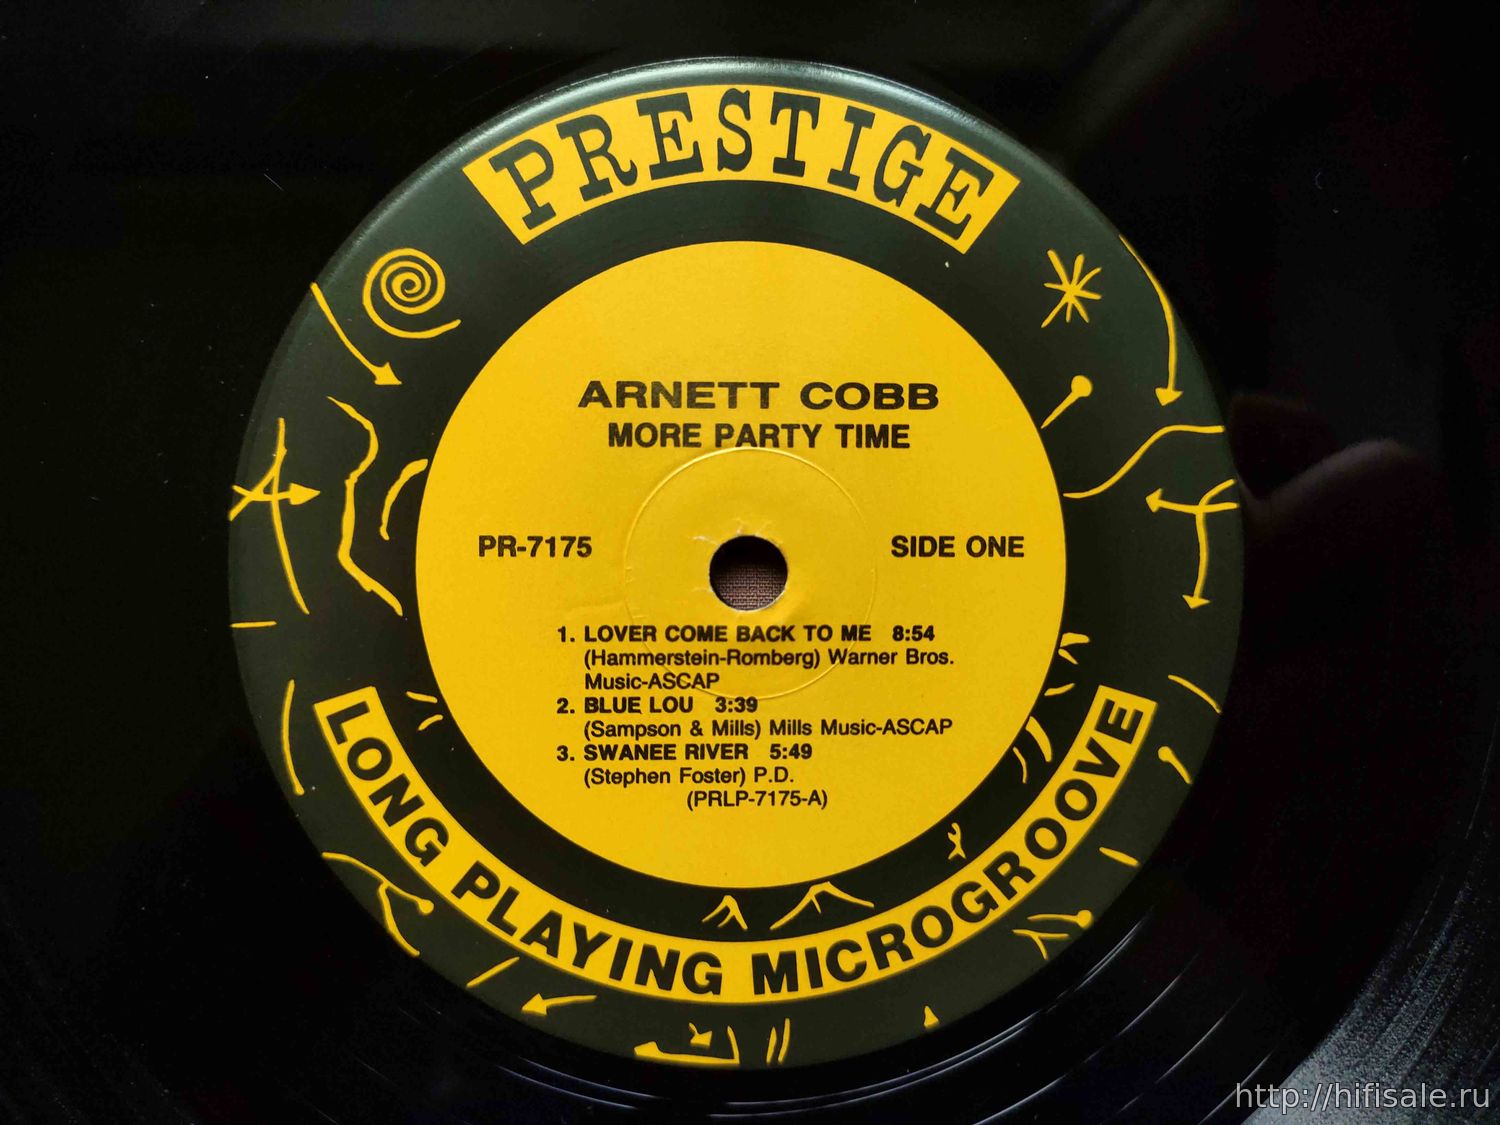 PRESTIGE
ARNETT COBB
MORE PARTY TIME
PR-7175
SIDE ONE
1. LOVER COME BACK TO ME 8:54
(Hammerstein-Romberg) Warner Bros.
Music-ASCAP
2. BLUE LOU 3:39
(Sampson & Mills) Mills Music-ASCAP
3. SWANEE RIVER 5:49
(Stephen Foster) P.D.
(PRLP-7175-A)
LONG PLAYING MICROGROOVE
http://hifisale.ru